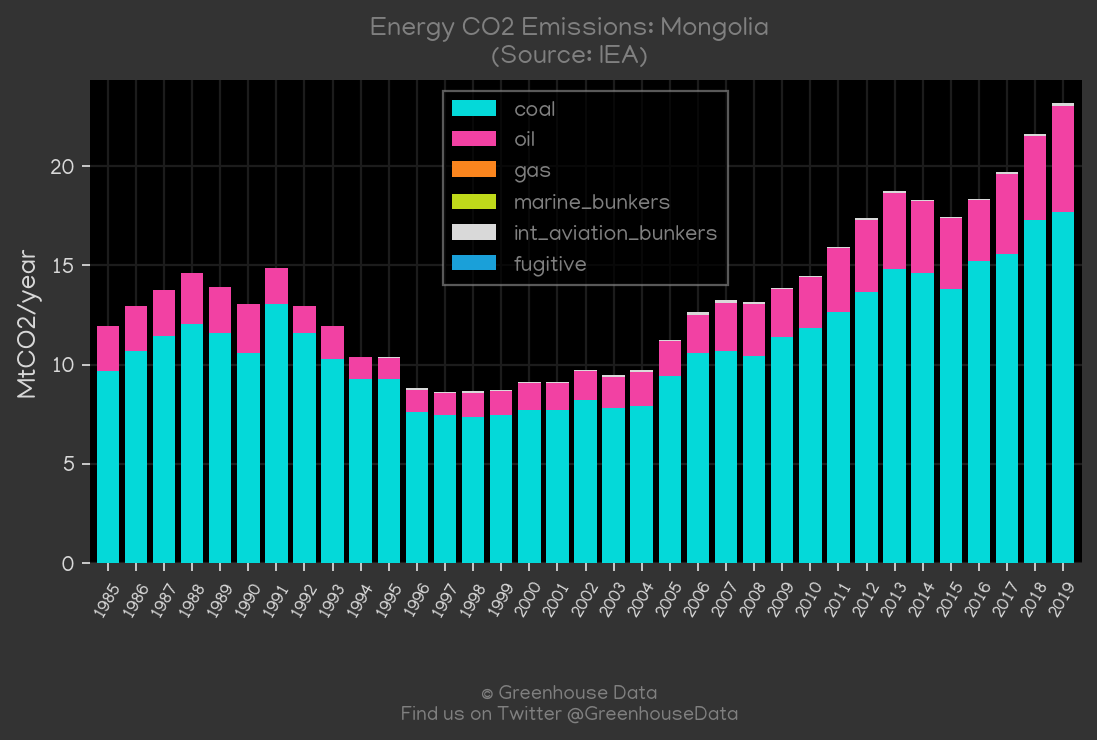 Energy CO2 Emissions: Mongolia
(Source: IEA)
coal
oil
gas
marine_bunkers
int_aviation_bunkers
fugitive
MtCO2/year
20
15
10
5
0
1985 1986 1987 1988 1989 1990 1991 1992 1993 1994 1995 1996 1997 1998 1999 2000 2001 2002 2003 2004 2005 2006 2007 2008 2009 2010 2011 2012 2013 2014 2015 2016 2017 2018 2019
© Greenhouse Data
Find us on Twitter @GreenhouseData